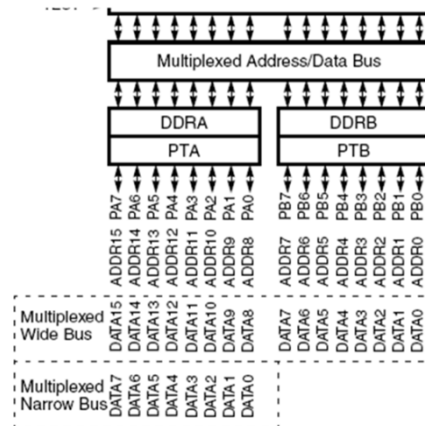 Multiplexed Address/Data Bus
DDRA DDRB
PTA PTB
PA7 PA6 PA5 PA4 PA3 PA2 PA1 PA0 PB7 PB6 PB5 PB4 PB3 PB2 PB1 PB0
ADDR15 ADDR14 ADDR13 ADDR12 ADDR11 ADDR10 ADDR9 ADDR8 ADDR7 ADDR6 ADDR5 ADDR4 ADDR3 ADDR2 ADDR1 ADDR0
Multiplexed
Wide Bus
DATA15 DATA14 DATA13 DATA12 DATA11 DATA10 DATA9 DATA8 DATA7 DATA6 DATA5 DATA4 DATA3 DATA2 DATA1 DATA0
Multiplexed
Narrow Bus
DATA7 DATA6 DATA5 DATA4 DATA3 DATA2 DATA1 DATA0